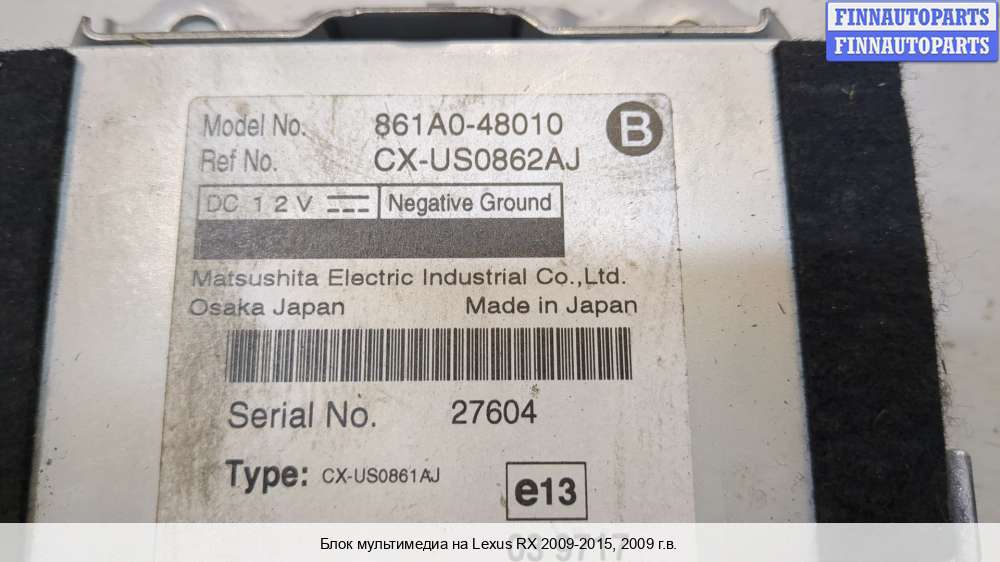 FINNAUTOPARTS
FINNAUTOPARTS
Model No. 861A0-48010 B
Ref No. CX-US0862AJ
DC 12V Negative Ground
Matsushita Electric Industrial Co.,Ltd.
Osaka Japan Made in Japan
Serial No. 27604
Type: CX-US0861AJ
e13
Блок мультимедиа на Lexus RX 2009-2015, 2009 г.в.